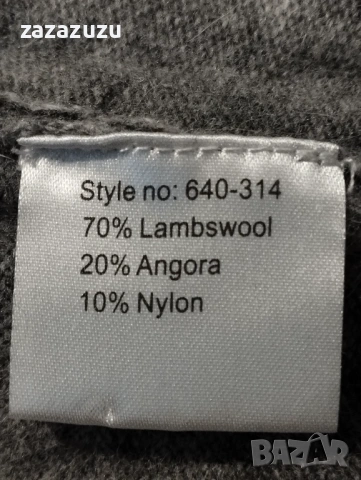 zazazuzu
Style no: 640-314
70% Lambswool
20% Angora
10% Nylon
BAZAR